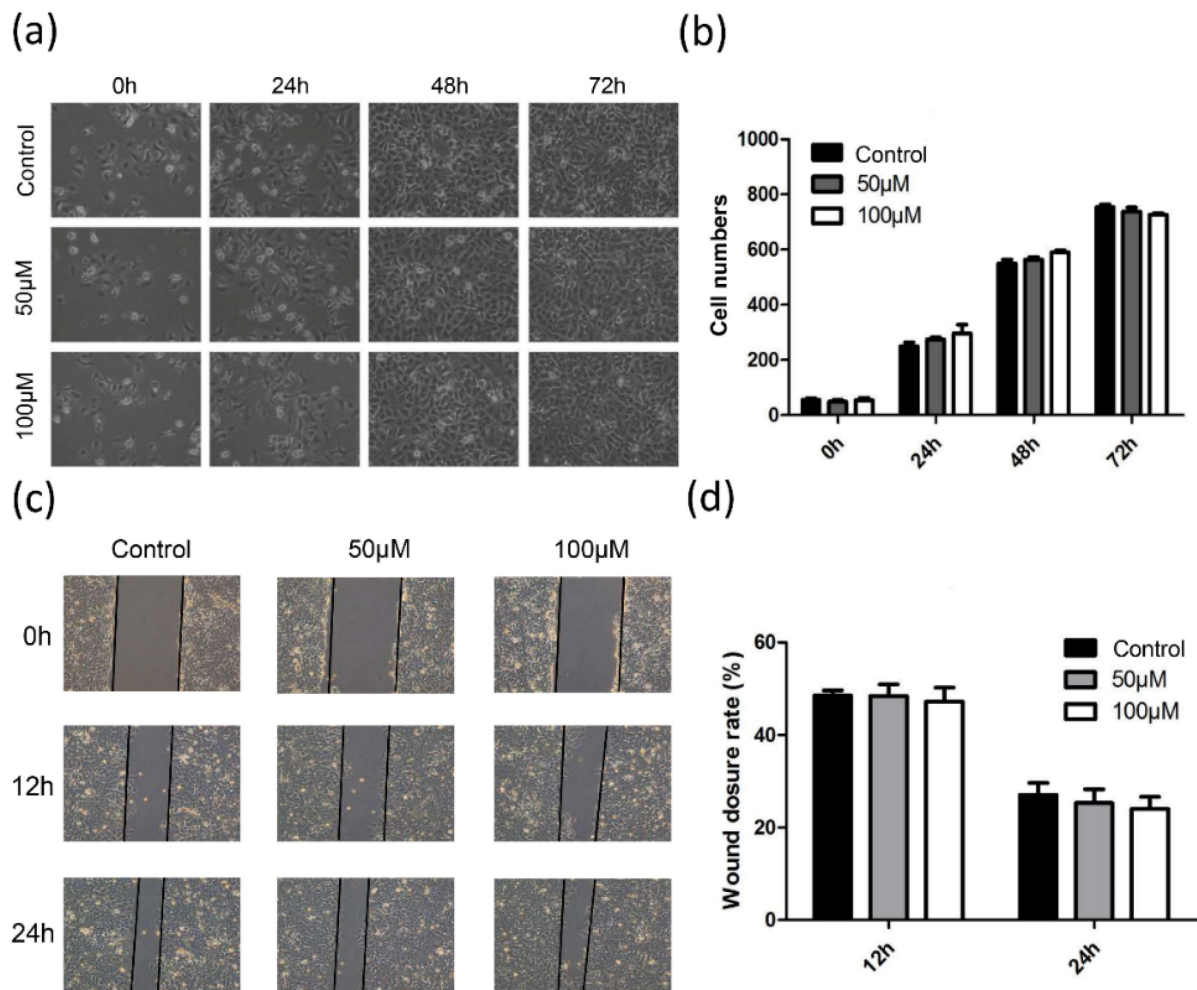 (a)
0h 24h 48h 72h
Control
50μM
100μM
(b)
1000
800
600
400
200
0
Cell numbers
Control
50μM
100μM
0h 24h 48h 72h
(c)
Control 50μM 100μM
0h
12h
24h
(d)
60
40
20
0
Wound dosure rate (%)
Control
50μM
100μM
12h 24h